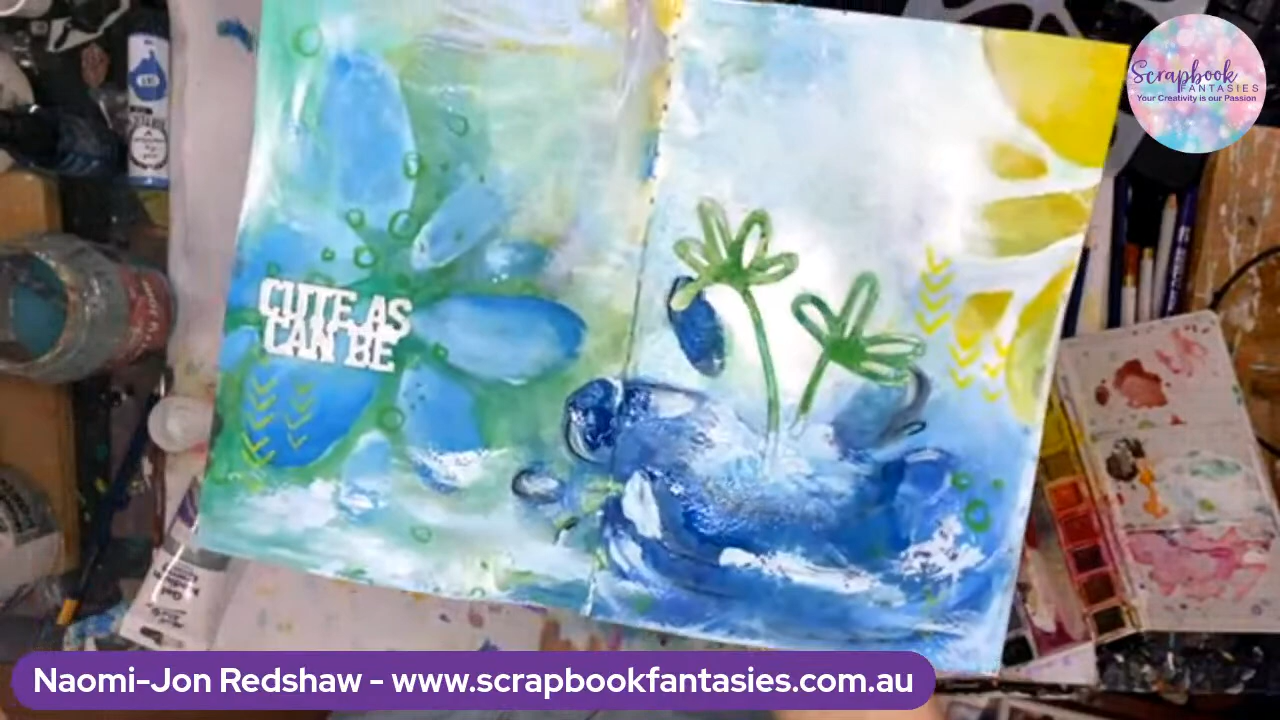 Scrapbook
FANTASIES
Your Creativity is our Passion
CUTE AS
CAN BE
Naomi-Jon Redshaw - www.scrapbookfantasies.com.au